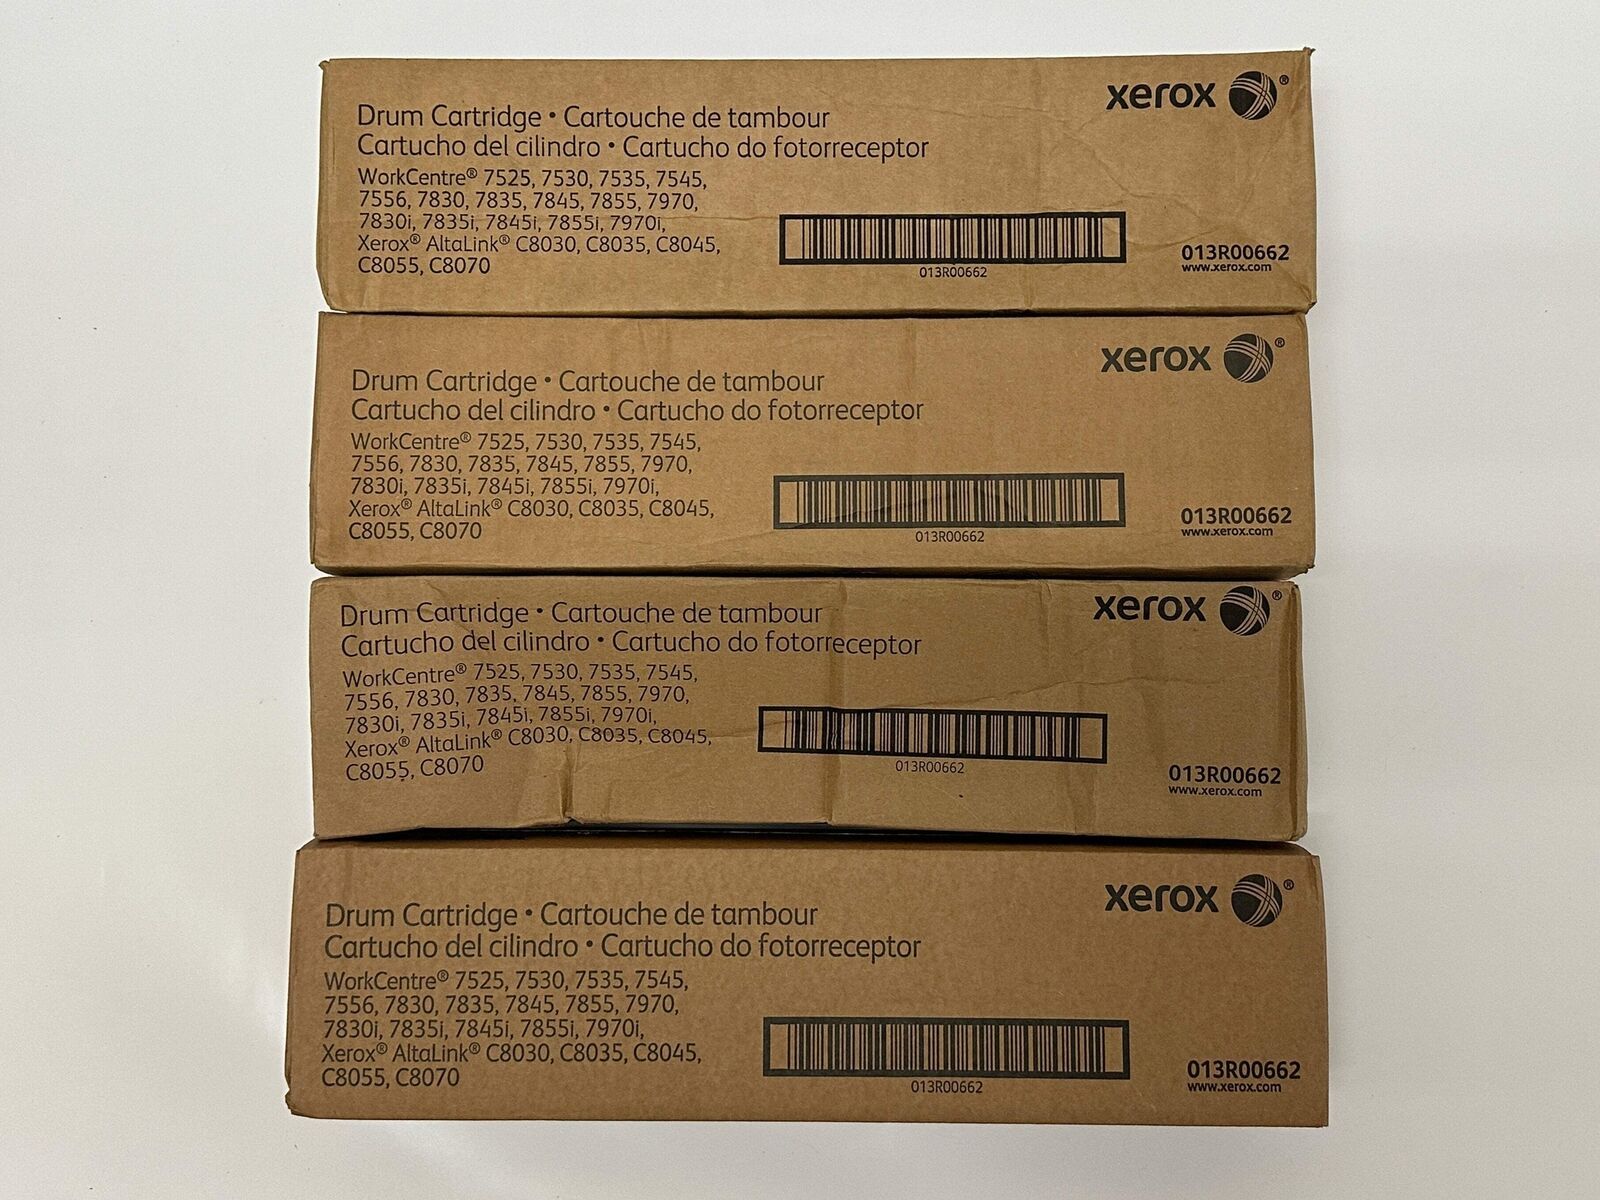 xerox ®
Drum Cartridge • Cartouche de tambour
Cartucho del cilindro • Cartucho do fotorreceptor
WorkCentre® 7525, 7530, 7535, 7545,
7556, 7830, 7835, 7845, 7855, 7970,
7830i, 7835i, 7845i, 7855i, 7970i,
Xerox® AltaLink® C8030, C8035, C8045,
C8055, C8070
013R00662
013R00662
www.xerox.com
xerox ®
Drum Cartridge • Cartouche de tambour
Cartucho del cilindro • Cartucho do fotorreceptor
WorkCentre® 7525, 7530, 7535, 7545,
7556, 7830, 7835, 7845, 7855, 7970,
7830i, 7835i, 7845i, 7855i, 7970i,
Xerox® AltaLink® C8030, C8035, C8045,
C8055, C8070
013R00662
013R00662
www.xerox.com
xerox ®
Drum Cartridge • Cartouche de tambour
Cartucho del cilindro • Cartucho do fotorreceptor
WorkCentre® 7525, 7530, 7535, 7545,
7556, 7830, 7835, 7845, 7855, 7970,
7830i, 7835i, 7845i, 7855i, 7970i,
Xerox® AltaLink® C8030, C8035, C8045,
C8055, C8070
013R00662
013R00662
www.xerox.com
xerox ®
Drum Cartridge • Cartouche de tambour
Cartucho del cilindro • Cartucho do fotorreceptor
WorkCentre® 7525, 7530, 7535, 7545,
7556, 7830, 7835, 7845, 7855, 7970,
7830i, 7835i, 7845i, 7855i, 7970i,
Xerox® AltaLink® C8030, C8035, C8045,
C8055, C8070
013R00662
013R00662
www.xerox.com